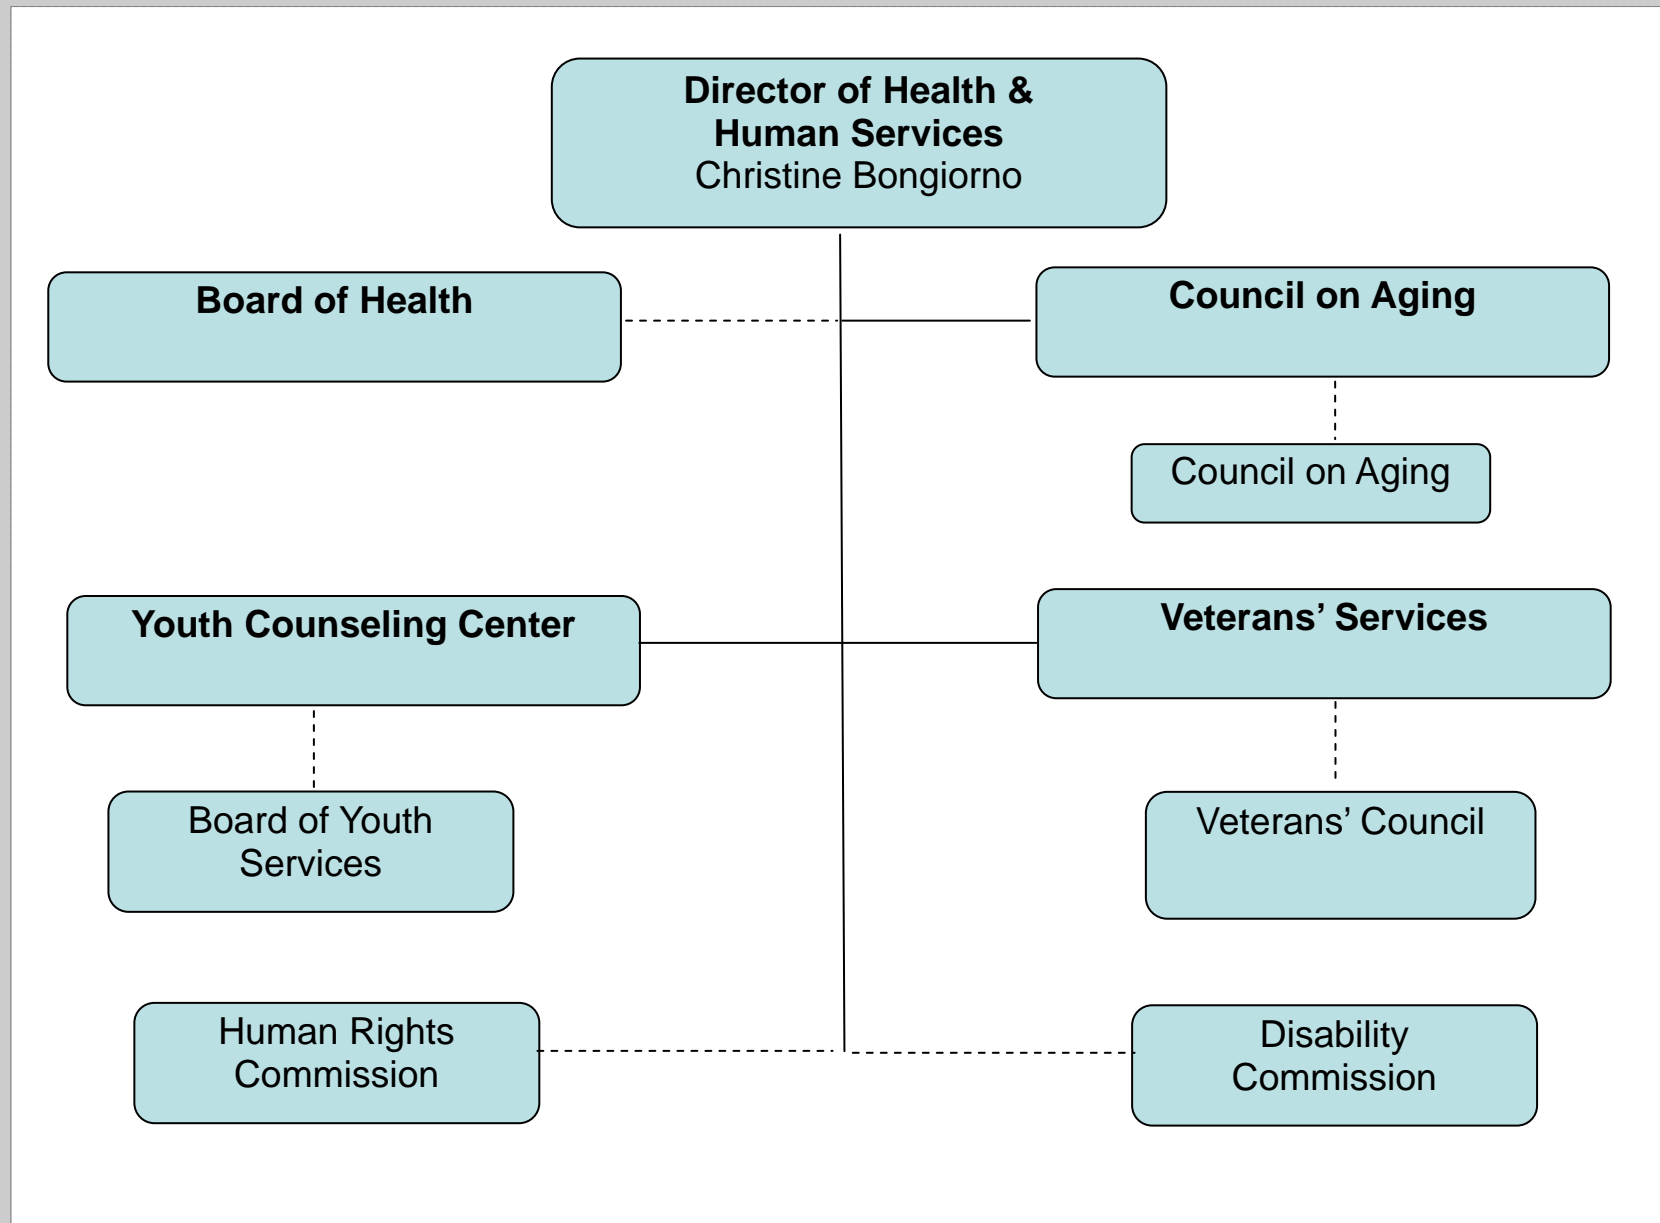 Director of Health &
Human Services
Christine Bongiorno
Board of Health
Council on Aging
Council on Aging
Youth Counseling Center
Veterans’ Services
Board of Youth
Services
Veterans’ Council
Human Rights
Commission
Disability
Commission